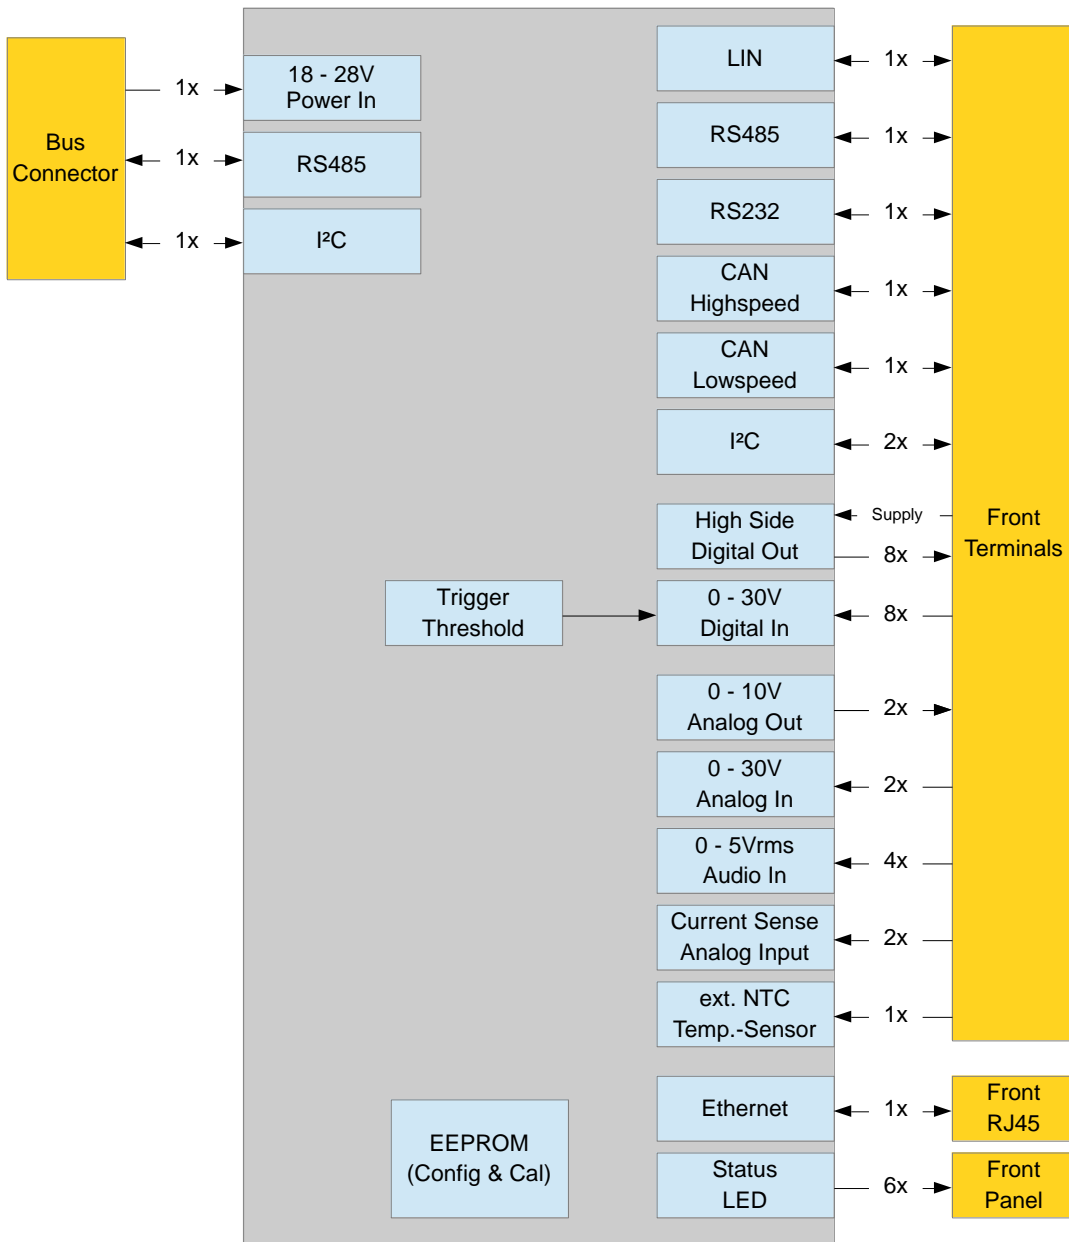 Bus
Connector
1x
18 - 28V
Power In
1x
RS485
1x
I²C
LIN
1x
RS485
1x
RS232
1x
CAN
Highspeed
1x
CAN
Lowspeed
1x
I²C
2x
High Side
Digital Out
Supply
8x
Front
Terminals
Trigger
Threshold
0 - 30V
Digital In
8x
0 - 10V
Analog Out
2x
0 - 30V
Analog In
2x
0 - 5Vrms
Audio In
4x
Current Sense
Analog Input
2x
ext. NTC
Temp.-Sensor
1x
Ethernet
1x
Front
RJ45
EEPROM
(Config & Cal)
Status
LED
6x
Front
Panel